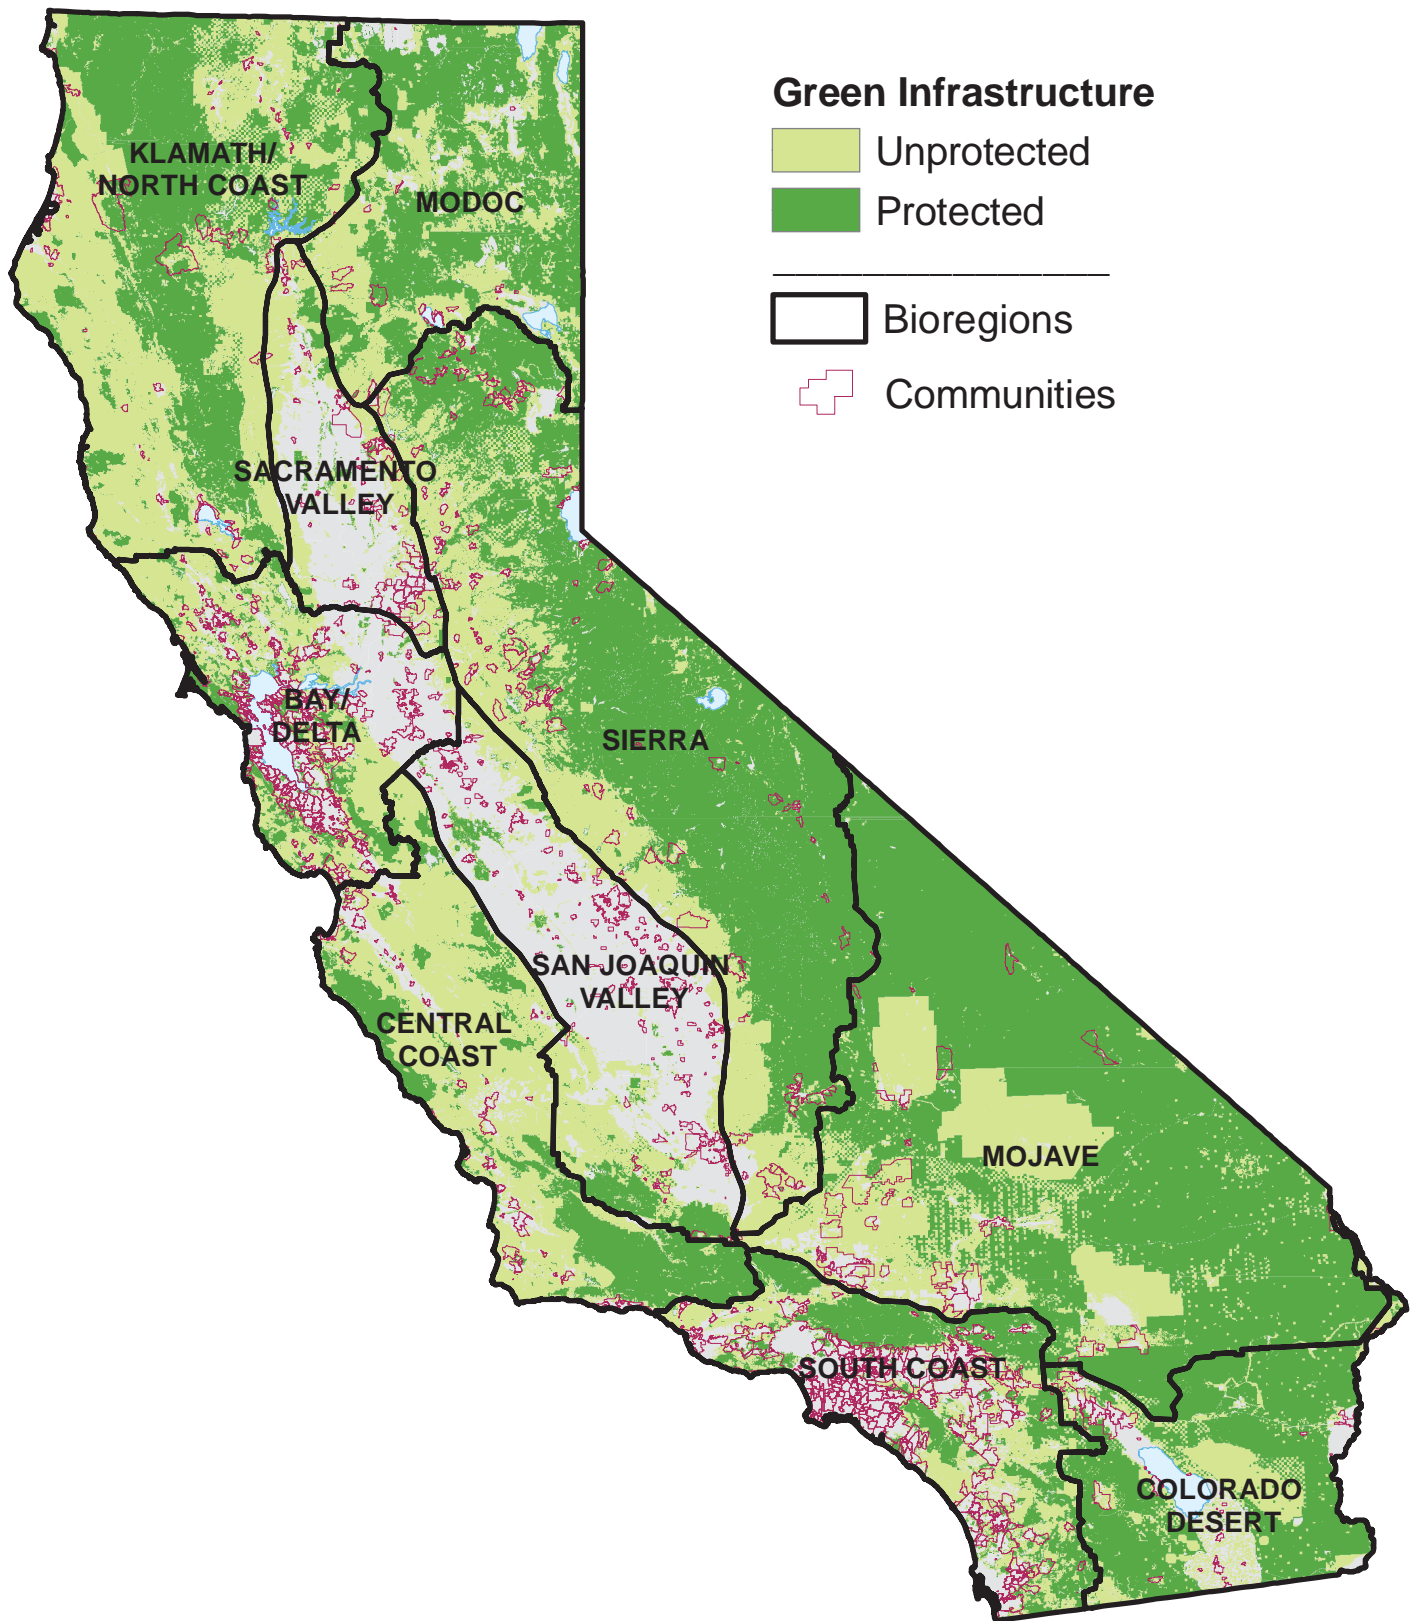 Green Infrastructure
Unprotected
Protected
Bioregions
Communities
KLAMATH/
NORTH COAST
MODOC
SACRAMENTO
VALLEY
BAY/
DELTA
SIERRA
SAN JOAQUIN
VALLEY
CENTRAL
COAST
MOJAVE
SOUTH COAST
COLORADO
DESERT